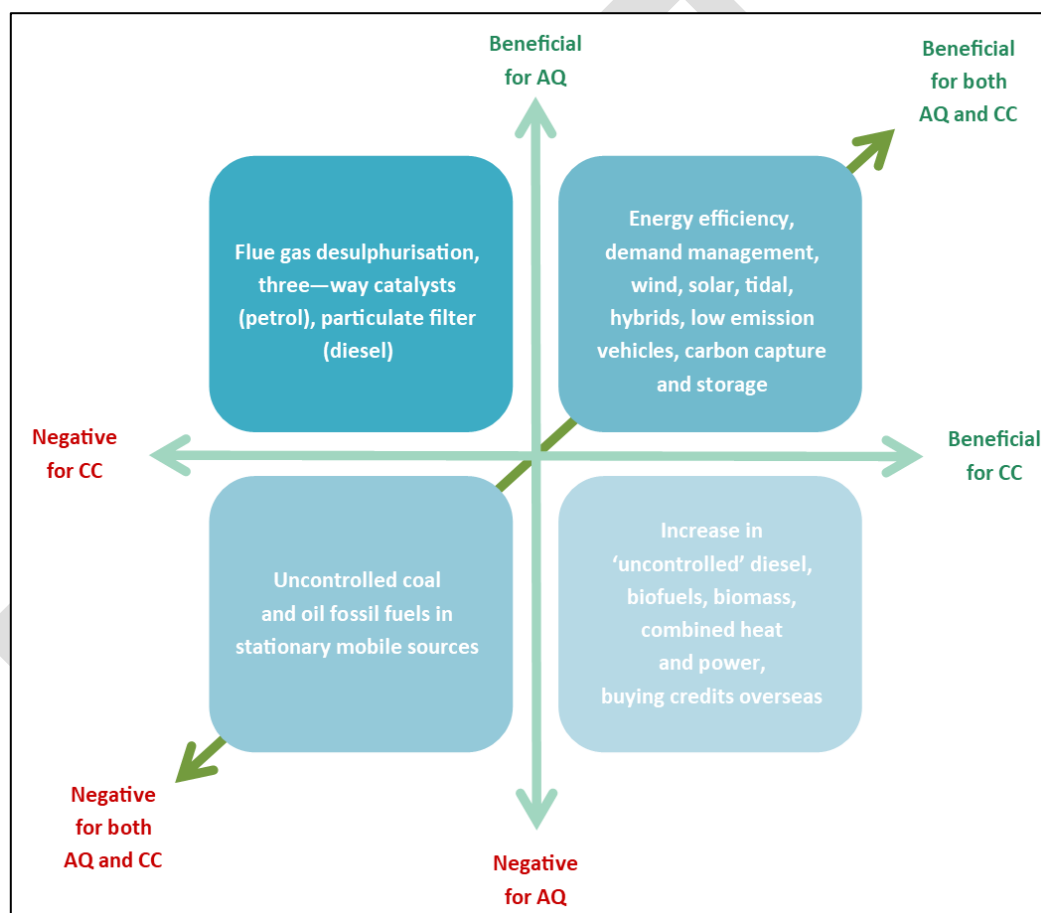 Beneficial
for AQ
Beneficial
for both
AQ and CC
Flue gas desulphurisation,
three—way catalysts
(petrol), particulate filter
(diesel)
Energy efficiency,
demand management,
wind, solar, tidal,
hybrids, low emission
vehicles, carbon capture
and storage
Negative
for CC
Beneficial
for CC
Uncontrolled coal
and oil fossil fuels in
stationary mobile sources
Increase in
‘uncontrolled’ diesel,
biofuels, biomass,
combined heat
and power,
buying credits overseas
Negative
for both
AQ and CC
Negative
for AQ